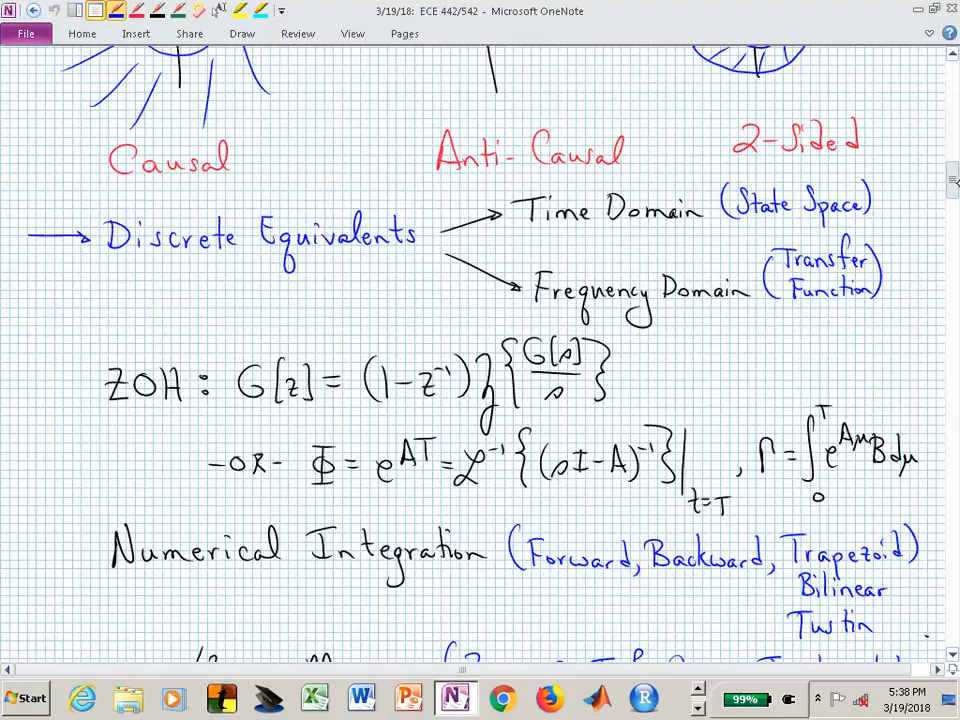 3/19/18: ECE 442/542 - Microsoft OneNote
File Home Insert Share Draw Review View Pages
Causal Anti-Causal 2-Sided
→ Discrete Equivalents
Time Domain (State Space)
Frequency Domain (Transfer Function)
ZOH: G[z] = (1-z⁻¹) 𝒵{G[s]/s}
-OR- Φ = e^{AT} = ℒ⁻¹{(sI-A)⁻¹}|_{t=T}, Γ = ∫₀ᵀ e^{Aμ}B dμ
Numerical Integration (Forward, Backward, Trapezoid)
Bilinear
Tustin
Start
99%
5:38 PM
3/19/2018